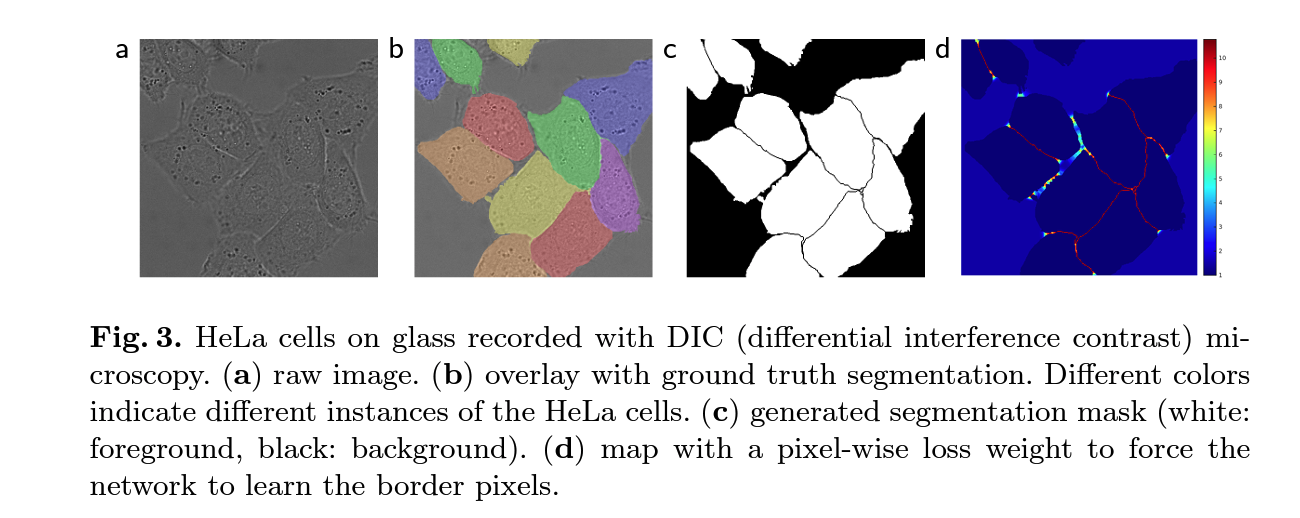 a b c d
10
9
8
7
6
5
4
3
2
1
Fig. 3. HeLa cells on glass recorded with DIC (differential interference contrast) mi-
croscopy. (a) raw image. (b) overlay with ground truth segmentation. Different colors
indicate different instances of the HeLa cells. (c) generated segmentation mask (white:
foreground, black: background). (d) map with a pixel-wise loss weight to force the
network to learn the border pixels.